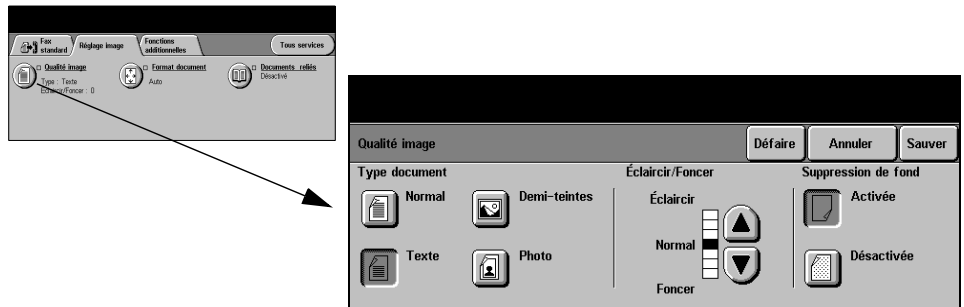 Fax standard
Réglage image
Fonctions additionnelles
Tous services
Qualité image
Type : Texte
Éclaircir/Foncer : 0
Format document
Auto
Documents reliés
Désactivé
Qualité image
Défaire
Annuler
Sauver
Type document
Éclaircir/Foncer
Suppression de fond
Normal
Demi-teintes
Texte
Photo
Éclaircir
Normal
Foncer
Activée
Désactivée